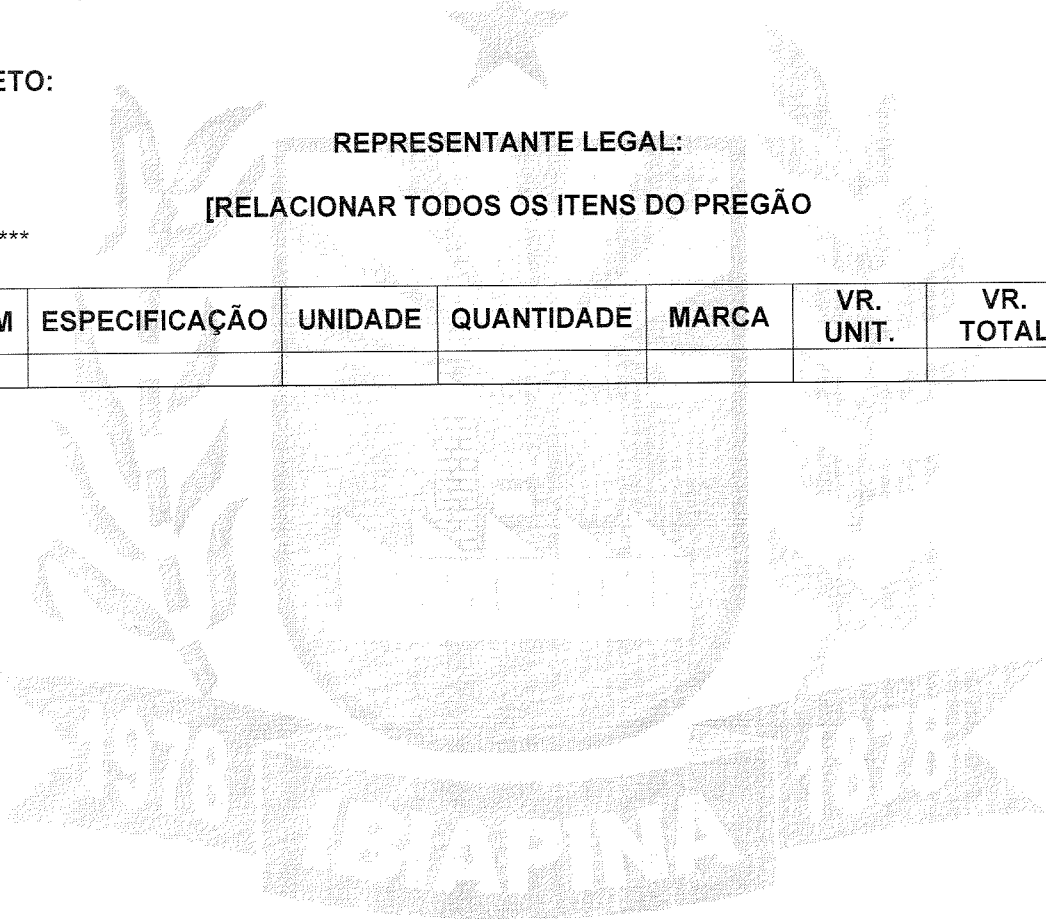 ETO:
REPRESENTANTE LEGAL:
[RELACIONAR TODOS OS ITENS DO PREGÃO
***
M ESPECIFICAÇÃO UNIDADE QUANTIDADE MARCA VR. UNIT. VR. TOTAL
1978 IBIAPINA 1878